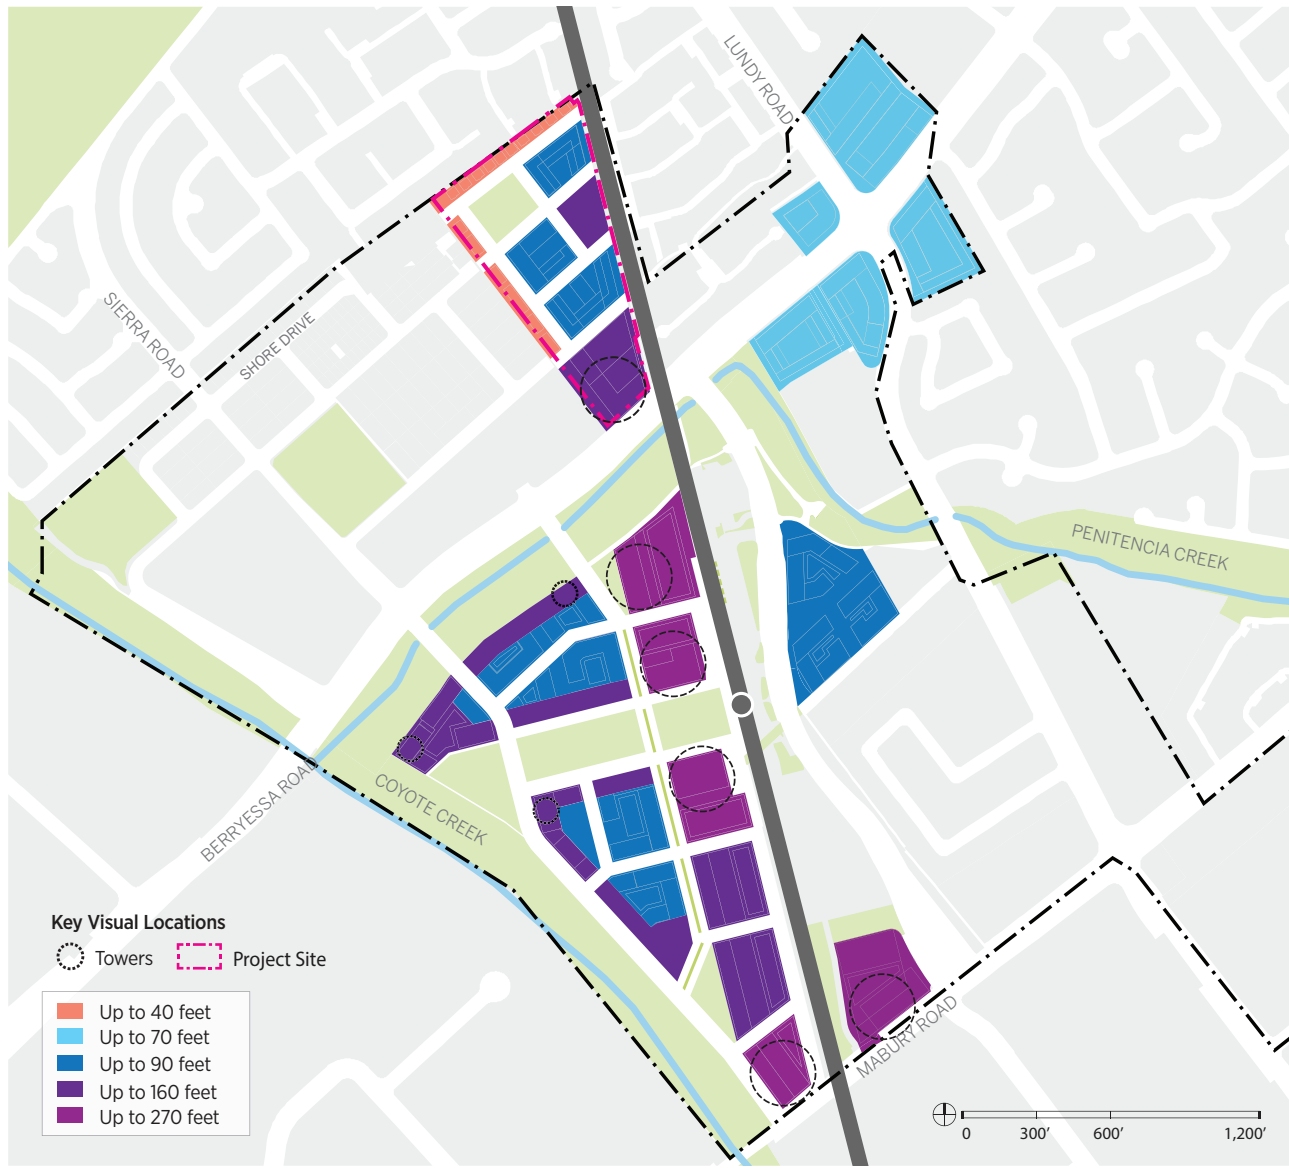 LUNDY ROAD
SIERRA ROAD
SHORE DRIVE
PENITENCIA CREEK
BERRYESSA ROAD
COYOTE CREEK
MABURY ROAD
Key Visual Locations
Towers
Project Site
Up to 40 feet
Up to 70 feet
Up to 90 feet
Up to 160 feet
Up to 270 feet
0 300′ 600′ 1,200′